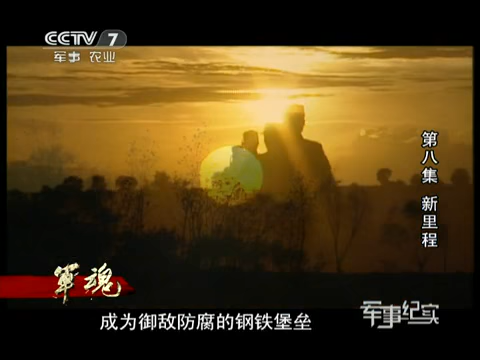 CCTV 7
军事 农业
第八集 新里程
军魂
成为御敌防腐的钢铁堡垒
军事纪实